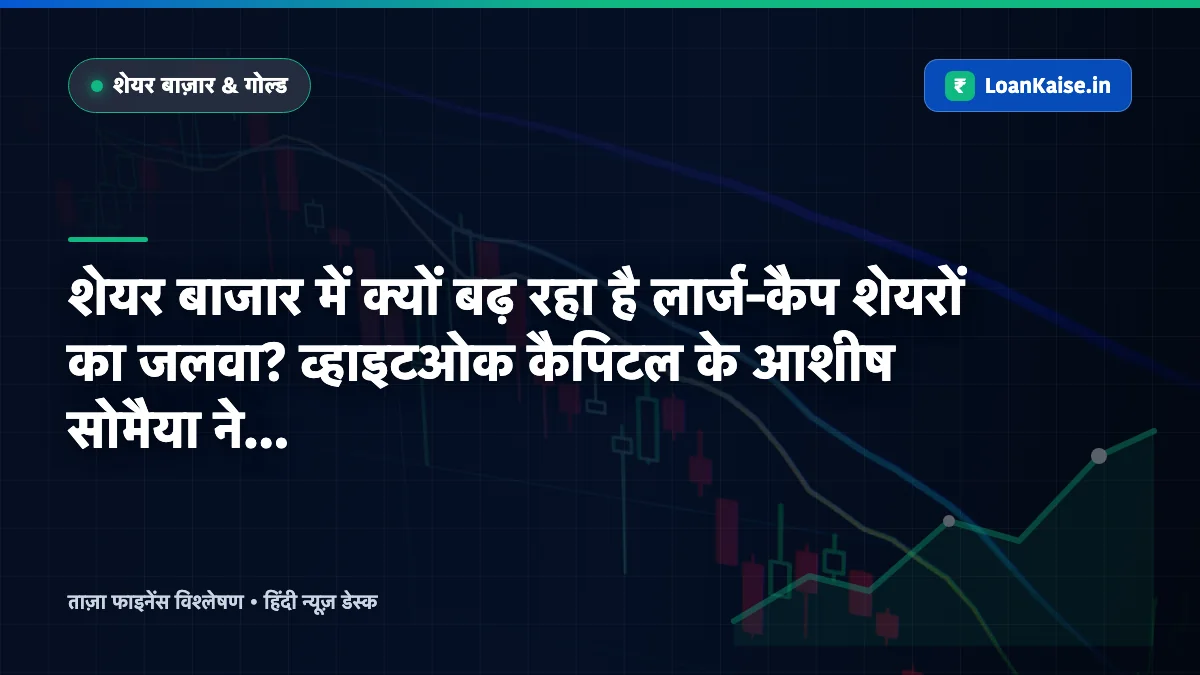 शेयर बाज़ार & गोल्ड
₹ LoanKaise.in
शेयर बाजार में क्यों बढ़ रहा है लार्ज-कैप शेयरों
का जलवा? व्हाइटओक कैपिटल के आशीष
सोमैया ने...
ताज़ा फाइनेंस विश्लेषण • हिंदी न्यूज़ डेस्क